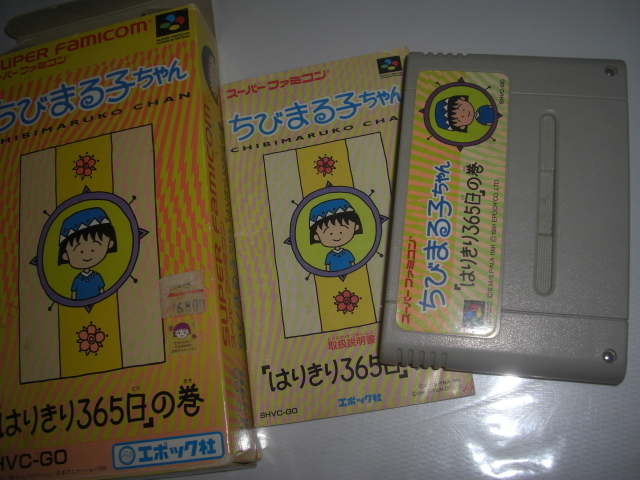 SUPER FAMICOM
スーパーファミコン
ちびまる子ちゃん
CHIBIMARUKO CHAN
「はりきり365日」の巻
SHVC-GO
エポック社
スーパーファミコン
ちびまる子ちゃん
CHIBIMARUKO CHAN
取扱説明書
「はりきり365日」
SHVC-GO
エポック社
スーパーファミコン
ちびまる子ちゃん
「はりきり365日」の巻
SHVC-GO